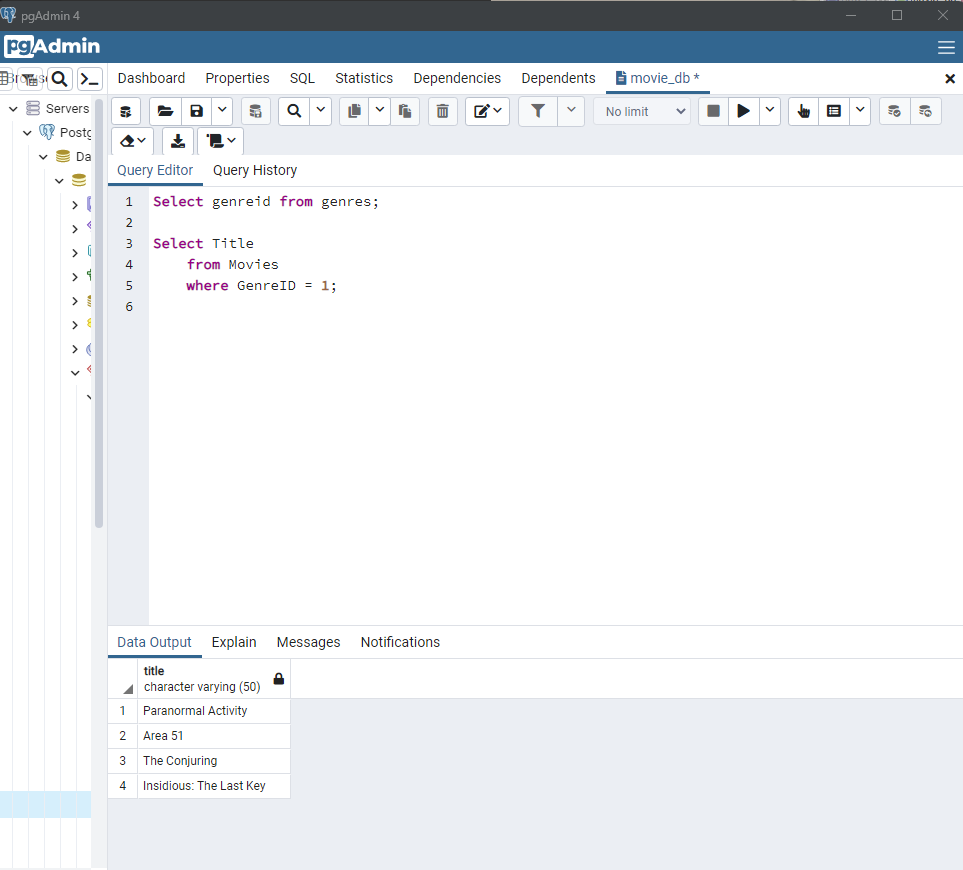 pgAdmin 4
pgAdmin
Dashboard Properties SQL Statistics Dependencies Dependents movie_db *
Servers
No limit
Query Editor Query History
1 Select genreid from genres;
2
3 Select Title
4 from Movies
5 where GenreID = 1;
6
Data Output Explain Messages Notifications
title
character varying (50)
1 Paranormal Activity
2 Area 51
3 The Conjuring
4 Insidious: The Last Key